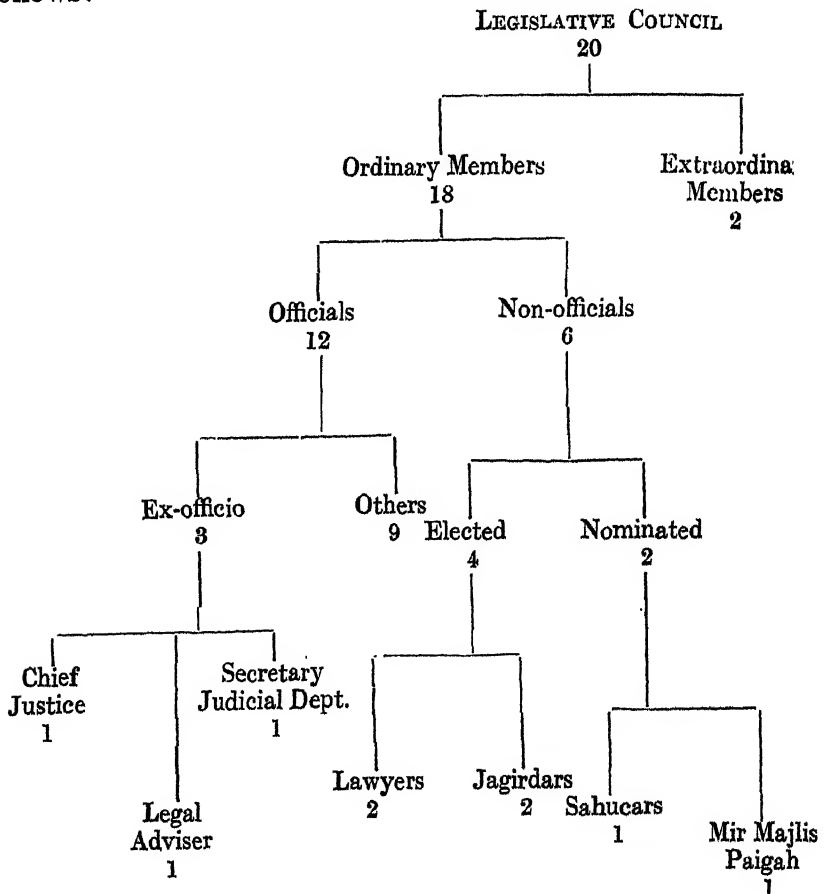 LEGISLATIVE COUNCIL
20
Ordinary Members
18
Extraordina
Members
2
Officials
12
Non-officials
6
Ex-officio
3
Others
9
Elected
4
Nominated
2
Chief
Justice
1
Secretary
Judicial Dept.
1
Legal
Adviser
1
Lawyers
2
Jagirdars
2
Sahucars
1
Mir Majlis
Paigah
1